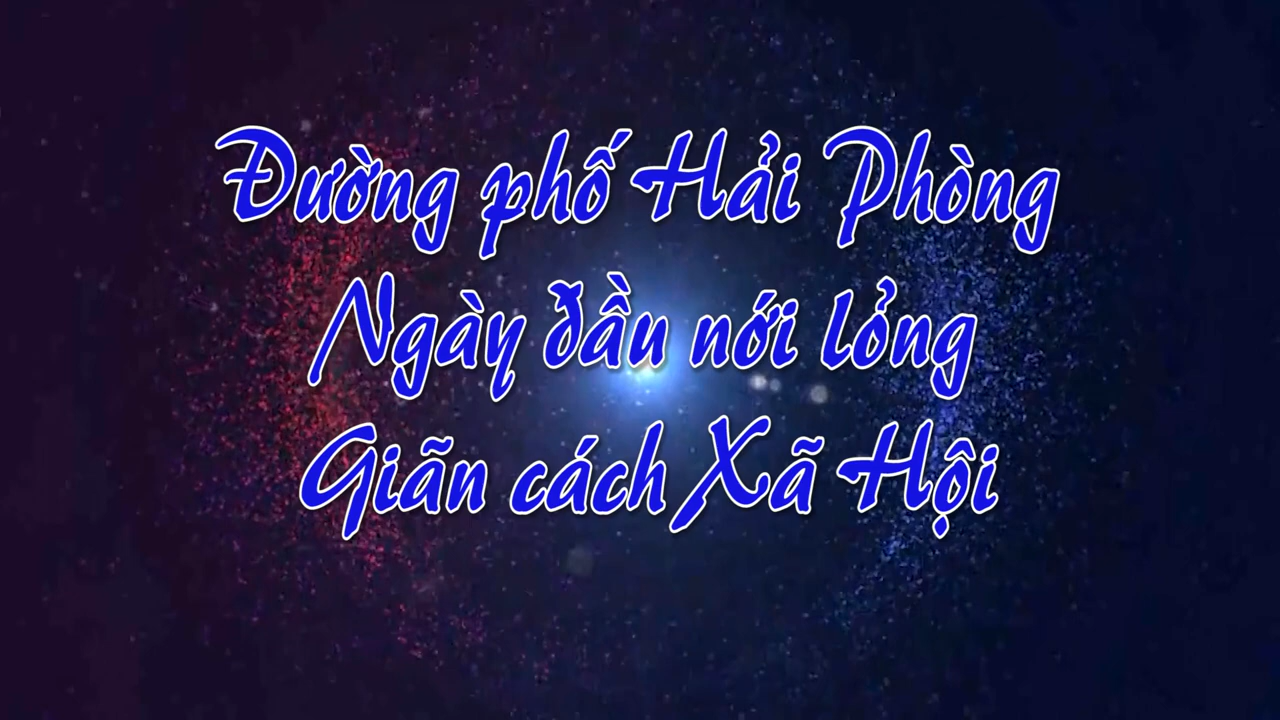 Đường phố Hải Phòng
Ngày đầu nới lỏng
Giãn cách Xã Hội